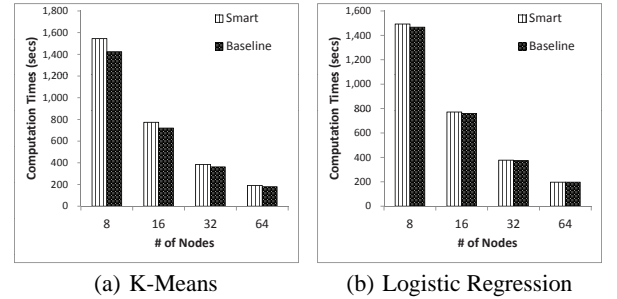 1,800
1,600
1,400
1,200
1,000
800
600
400
200
0
Computation Times (secs)
Smart
Baseline
8 16 32 64
# of Nodes
(a) K-Means
1,600
1,400
1,200
1,000
800
600
400
200
0
Computation Times (secs)
Smart
Baseline
8 16 32 64
# of Nodes
(b) Logistic Regression